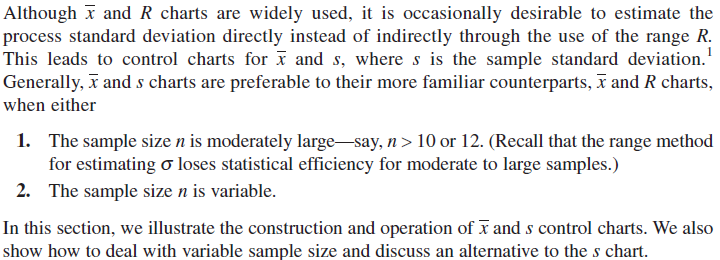 Although x̄ and R charts are widely used, it is occasionally desirable to estimate the
process standard deviation directly instead of indirectly through the use of the range R.
This leads to control charts for x̄ and s, where s is the sample standard deviation.¹
Generally, x̄ and s charts are preferable to their more familiar counterparts, x̄ and R charts,
when either
1. The sample size n is moderately large—say, n > 10 or 12. (Recall that the range method
for estimating σ loses statistical efficiency for moderate to large samples.)
2. The sample size n is variable.
In this section, we illustrate the construction and operation of x̄ and s control charts. We also
show how to deal with variable sample size and discuss an alternative to the s chart.